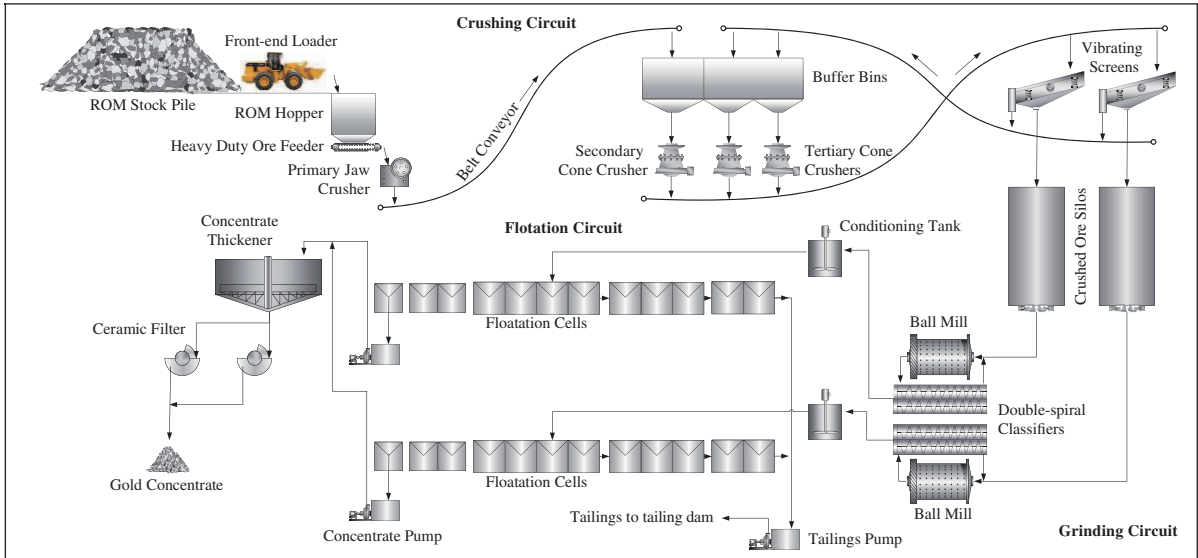 Crushing Circuit
Front-end Loader
ROM Stock Pile
ROM Hopper
Heavy Duty Ore Feeder
Primary Jaw
Crusher
Belt Conveyor
Buffer Bins
Secondary
Cone Crusher
Tertiary Cone
Crushers
Vibrating
Screens
Crushed Ore Silos
Concentrate
Thickener
Flotation Circuit
Conditioning Tank
Floatation Cells
Ceramic Filter
Ball Mill
Double-spiral
Classifiers
Gold Concentrate
Floatation Cells
Ball Mill
Concentrate Pump
Tailings to tailing dam
Tailings Pump
Grinding Circuit